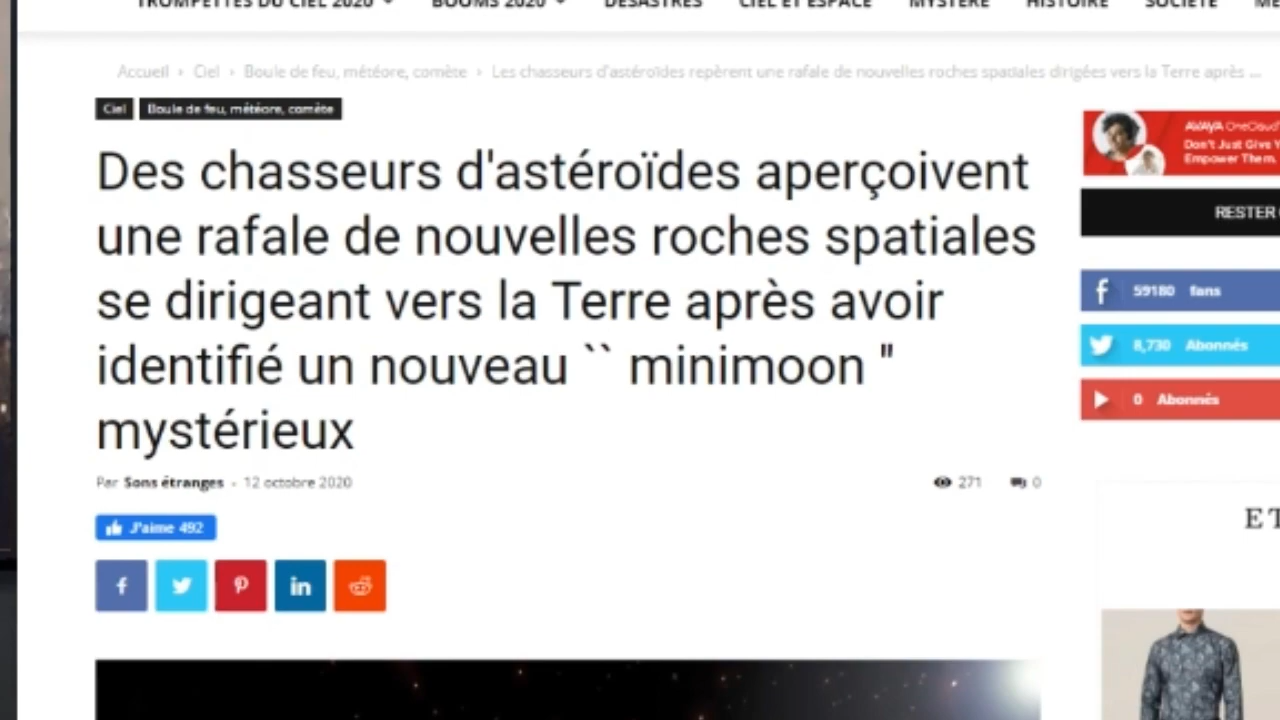 TROMPETTES DU CIEL 2020 BOOMS 2020 DÉSASTRES CIEL ET ESPACE MYSTÈRE HISTOIRE SOCIÉTÉ
Accueil › Ciel › Boule de feu, météore, comète › Les chasseurs d'astéroïdes repèrent une rafale de nouvelles roches spatiales dirigées vers la Terre après ...
Ciel Boule de feu, météore, comète
Des chasseurs d'astéroïdes aperçoivent
une rafale de nouvelles roches spatiales
se dirigeant vers la Terre après avoir
identifié un nouveau `` minimoon "
mystérieux
Par Sons étranges - 12 octobre 2020 271 0
J'aime 492
AVAYA OneCloud
Don't Just Give
Empower Them.
RESTER
59180 fans
8,730 Abonnés
0 Abonnés
ET